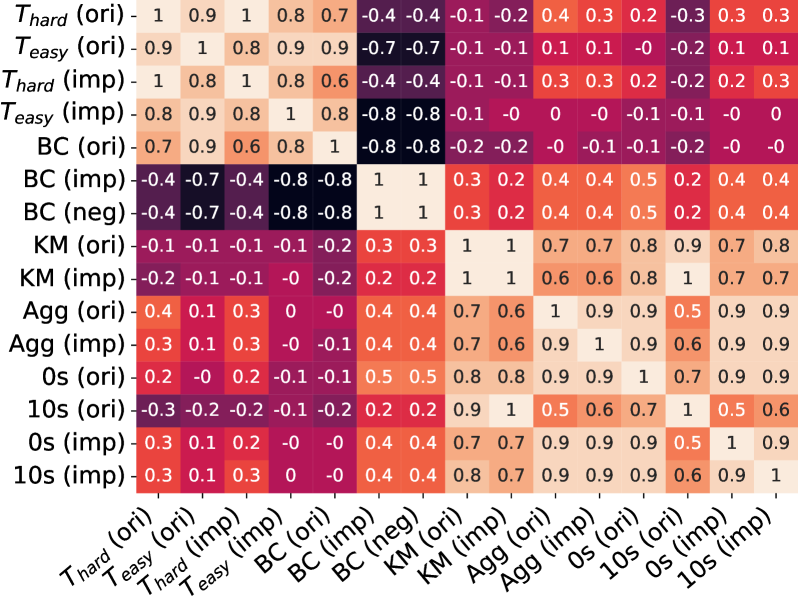 T_hard (ori) 1 0.9 1 0.8 0.7 -0.4 -0.4 -0.1 -0.2 0.4 0.3 0.2 -0.3 0.3 0.3
T_easy (ori) 0.9 1 0.8 0.9 0.9 -0.7 -0.7 -0.1 -0.1 0.1 0.1 -0 -0.2 0.1 0.1
T_hard (imp) 1 0.8 1 0.8 0.6 -0.4 -0.4 -0.1 -0.1 0.3 0.3 0.2 -0.2 0.2 0.3
T_easy (imp) 0.8 0.9 0.8 1 0.8 -0.8 -0.8 -0.1 -0 0 -0 -0.1 -0.1 -0 0
BC (ori) 0.7 0.9 0.6 0.8 1 -0.8 -0.8 -0.2 -0.2 -0 -0.1 -0.1 -0.2 -0 -0
BC (imp) -0.4 -0.7 -0.4 -0.8 -0.8 1 1 0.3 0.2 0.4 0.4 0.5 0.2 0.4 0.4
BC (neg) -0.4 -0.7 -0.4 -0.8 -0.8 1 1 0.3 0.2 0.4 0.4 0.5 0.2 0.4 0.4
KM (ori) -0.1 -0.1 -0.1 -0.1 -0.2 0.3 0.3 1 1 0.7 0.7 0.8 0.9 0.7 0.8
KM (imp) -0.2 -0.1 -0.1 -0 -0.2 0.2 0.2 1 1 0.6 0.6 0.8 1 0.7 0.7
Agg (ori) 0.4 0.1 0.3 0 -0 0.4 0.4 0.7 0.6 1 0.9 0.9 0.5 0.9 0.9
Agg (imp) 0.3 0.1 0.3 -0 -0.1 0.4 0.4 0.7 0.6 0.9 1 0.9 0.6 0.9 0.9
0s (ori) 0.2 -0 0.2 -0.1 -0.1 0.5 0.5 0.8 0.8 0.9 0.9 1 0.7 0.9 0.9
10s (ori) -0.3 -0.2 -0.2 -0.1 -0.2 0.2 0.2 0.9 1 0.5 0.6 0.7 1 0.5 0.6
0s (imp) 0.3 0.1 0.2 -0 -0 0.4 0.4 0.7 0.7 0.9 0.9 0.9 0.5 1 0.9
10s (imp) 0.3 0.1 0.3 0 -0 0.4 0.4 0.8 0.7 0.9 0.9 0.9 0.6 0.9 1
T_hard (ori) T_easy (ori) T_hard (imp) T_easy (imp) BC (ori) BC (imp) BC (neg) KM (ori) KM (imp) Agg (ori) Agg (imp) 0s (ori) 10s (ori) 0s (imp) 10s (imp)